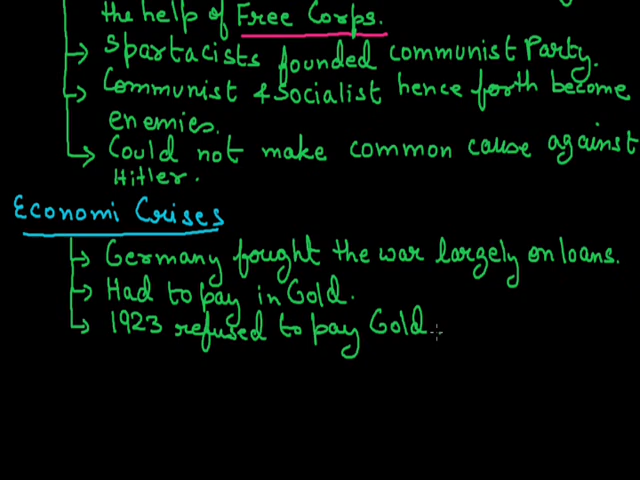 the help of Free Corps.
→ Spartacists founded communist Party.
→ Communist & Socialist hence forth become
enemies.
→ Could not make common cause against
Hitler.
Economi Crises
→ Germany fought the war largely on loans.
→ Had to pay in Gold.
→ 1923 refused to pay Gold